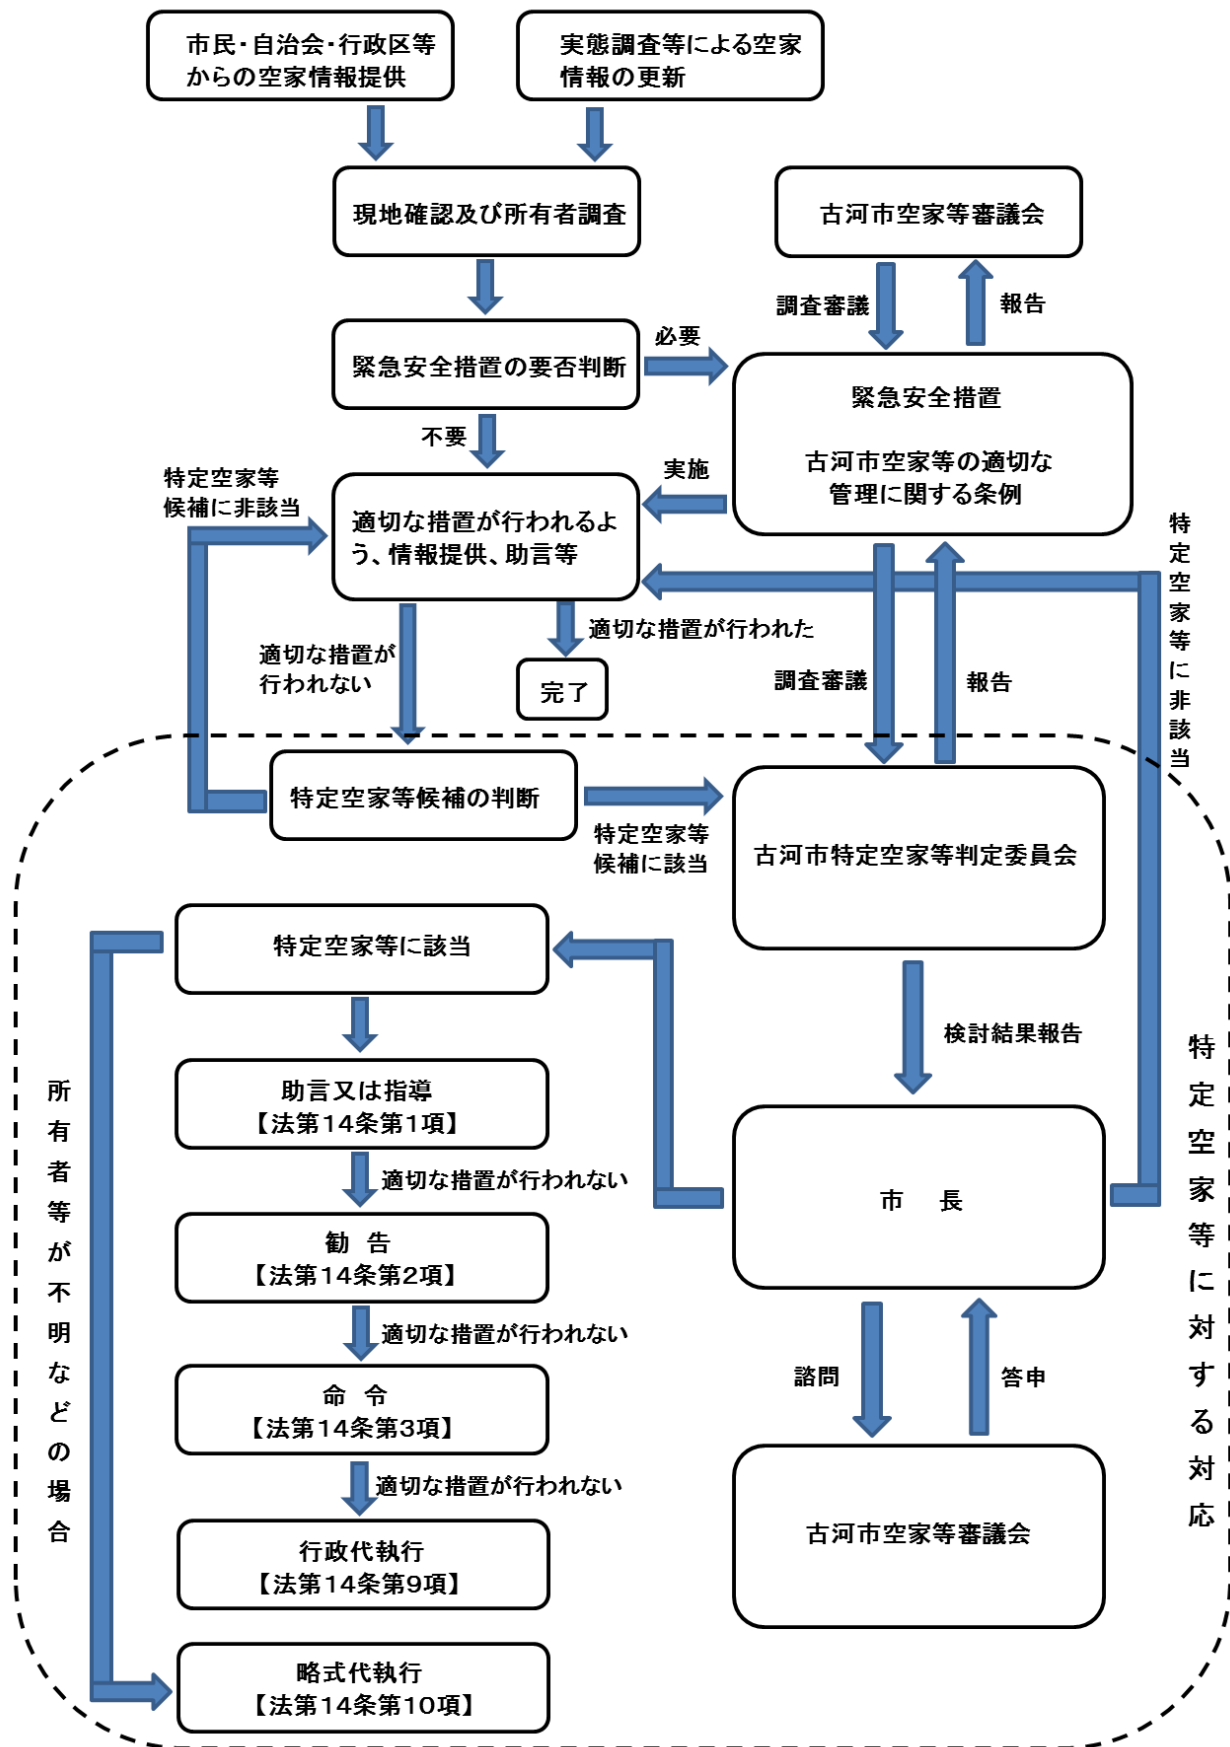 市民・自治会・行政区等
からの空家情報提供
実態調査等による空家
情報の更新
現地確認及び所有者調査
古河市空家等審議会
調査審議
報告
緊急安全措置の要否判断
必要
緊急安全措置
古河市空家等の適切な
管理に関する条例
不要
実施
特定空家等
候補に非該当
適切な措置が行われるよ
う、情報提供、助言等
特定空家等に非該当
適切な措置が
行われない
適切な措置が行われた
完了
調査審議
報告
特定空家等候補の判断
特定空家等
候補に該当
古河市特定空家等判定委員会
特定空家等に該当
検討結果報告
特定空家等に対する対応
所有者等が不明などの場合
助言又は指導
【法第14条第1項】
適切な措置が行われない
市　長
勧　告
【法第14条第2項】
適切な措置が行われない
諮問
答申
命　令
【法第14条第3項】
適切な措置が行われない
古河市空家等審議会
行政代執行
【法第14条第9項】
略式代執行
【法第14条第10項】